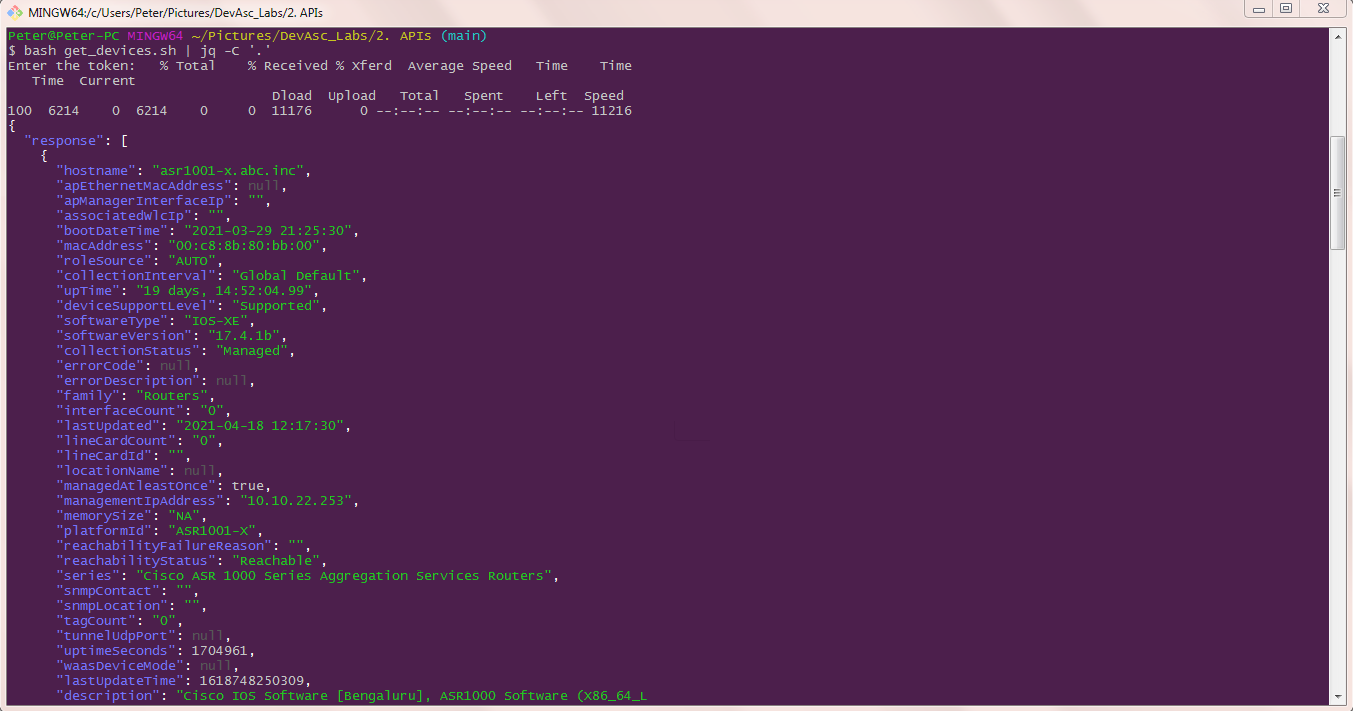 MINGW64:/c/Users/Peter/Pictures/DevAsc_Labs/2. APIs
Peter@Peter-PC MINGW64 ~/Pictures/DevAsc_Labs/2. APIs (main)
$ bash get_devices.sh | jq -C '.'
Enter the token:   % Total    % Received % Xferd  Average Speed   Time    Time
   Time  Current
                                 Dload  Upload   Total   Spent    Left  Speed
100  6214    0  6214    0     0  11176      0 --:--:-- --:--:-- --:--:-- 11216
{
  "response": [
    {
      "hostname": "asr1001-x.abc.inc",
      "apEthernetMacAddress": null,
      "apManagerInterfaceIp": "",
      "associatedWlcIp": "",
      "bootDateTime": "2021-03-29 21:25:30",
      "macAddress": "00:c8:8b:80:bb:00",
      "roleSource": "AUTO",
      "collectionInterval": "Global Default",
      "upTime": "19 days, 14:52:04.99",
      "deviceSupportLevel": "Supported",
      "softwareType": "IOS-XE",
      "softwareVersion": "17.4.1b",
      "collectionStatus": "Managed",
      "errorCode": null,
      "errorDescription": null,
      "family": "Routers",
      "interfaceCount": "0",
      "lastUpdated": "2021-04-18 12:17:30",
      "lineCardCount": "0",
      "lineCardId": "",
      "locationName": null,
      "managedAtleastOnce": true,
      "managementIpAddress": "10.10.22.253",
      "memorySize": "NA",
      "platformId": "ASR1001-X",
      "reachabilityFailureReason": "",
      "reachabilityStatus": "Reachable",
      "series": "Cisco ASR 1000 Series Aggregation Services Routers",
      "snmpContact": "",
      "snmpLocation": "",
      "tagCount": "0",
      "tunnelUdpPort": null,
      "uptimeSeconds": 1704961,
      "waasDeviceMode": null,
      "lastUpdateTime": 1618748250309,
      "description": "Cisco IOS Software [Bengaluru], ASR1000 Software (X86_64_L